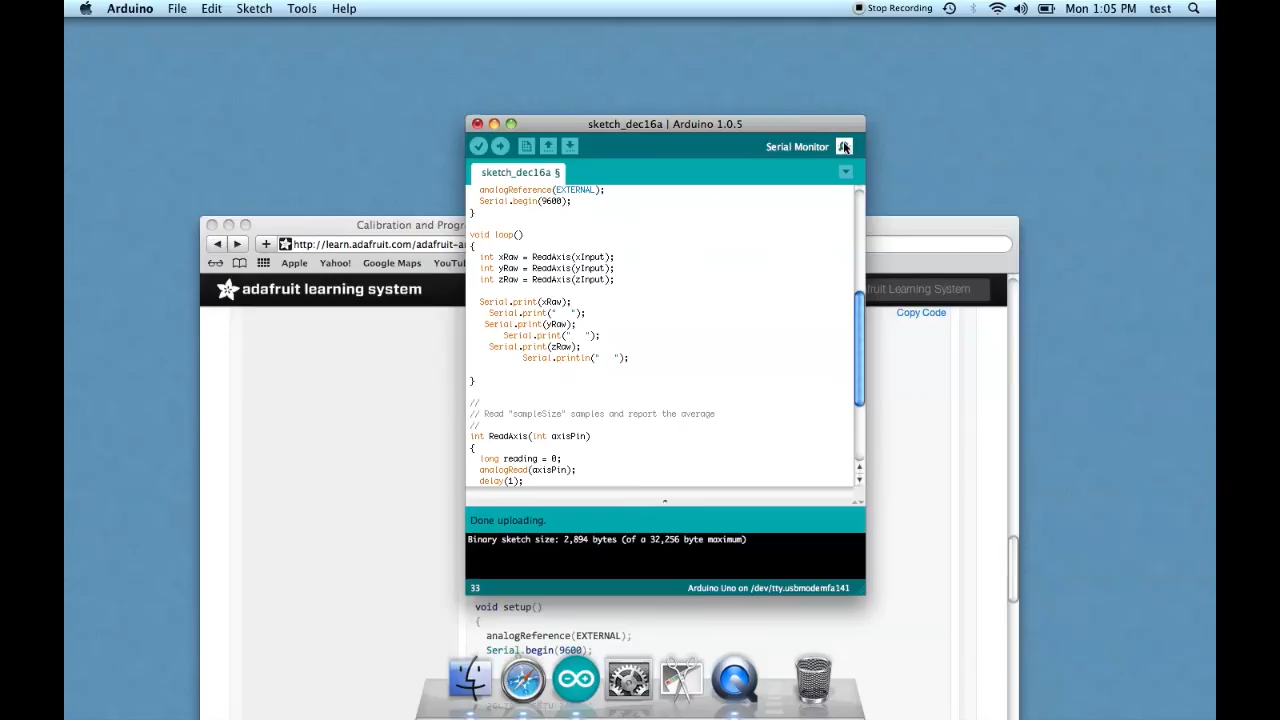 Arduino File Edit Sketch Tools Help
Stop Recording Mon 1:05 PM test
sketch_dec16a | Arduino 1.0.5
Serial Monitor
sketch_dec16a §
analogReference(EXTERNAL);
Serial.begin(9600);
}
void loop()
{
int xRaw = ReadAxis(xInput);
int yRaw = ReadAxis(yInput);
int zRaw = ReadAxis(zInput);
Serial.print(xRaw);
Serial.print("   ");
Serial.print(yRaw);
Serial.print("   ");
Serial.print(zRaw);
Serial.println("   ");
}
//
// Read "sampleSize" samples and report the average
//
int ReadAxis(int axisPin)
{
long reading = 0;
analogRead(axisPin);
delay(1);
Done uploading.
Binary sketch size: 2,894 bytes (of a 32,256 byte maximum)
33
Arduino Uno on /dev/tty.usbmodemfa141
Calibration and Progr
http://learn.adafruit.com/adafruit-a
Apple Yahoo! Google Maps YouTu
adafruit learning system
fruit Learning System
Copy Code
void setup()
{
analogReference(EXTERNAL);
Serial.begin(9600);